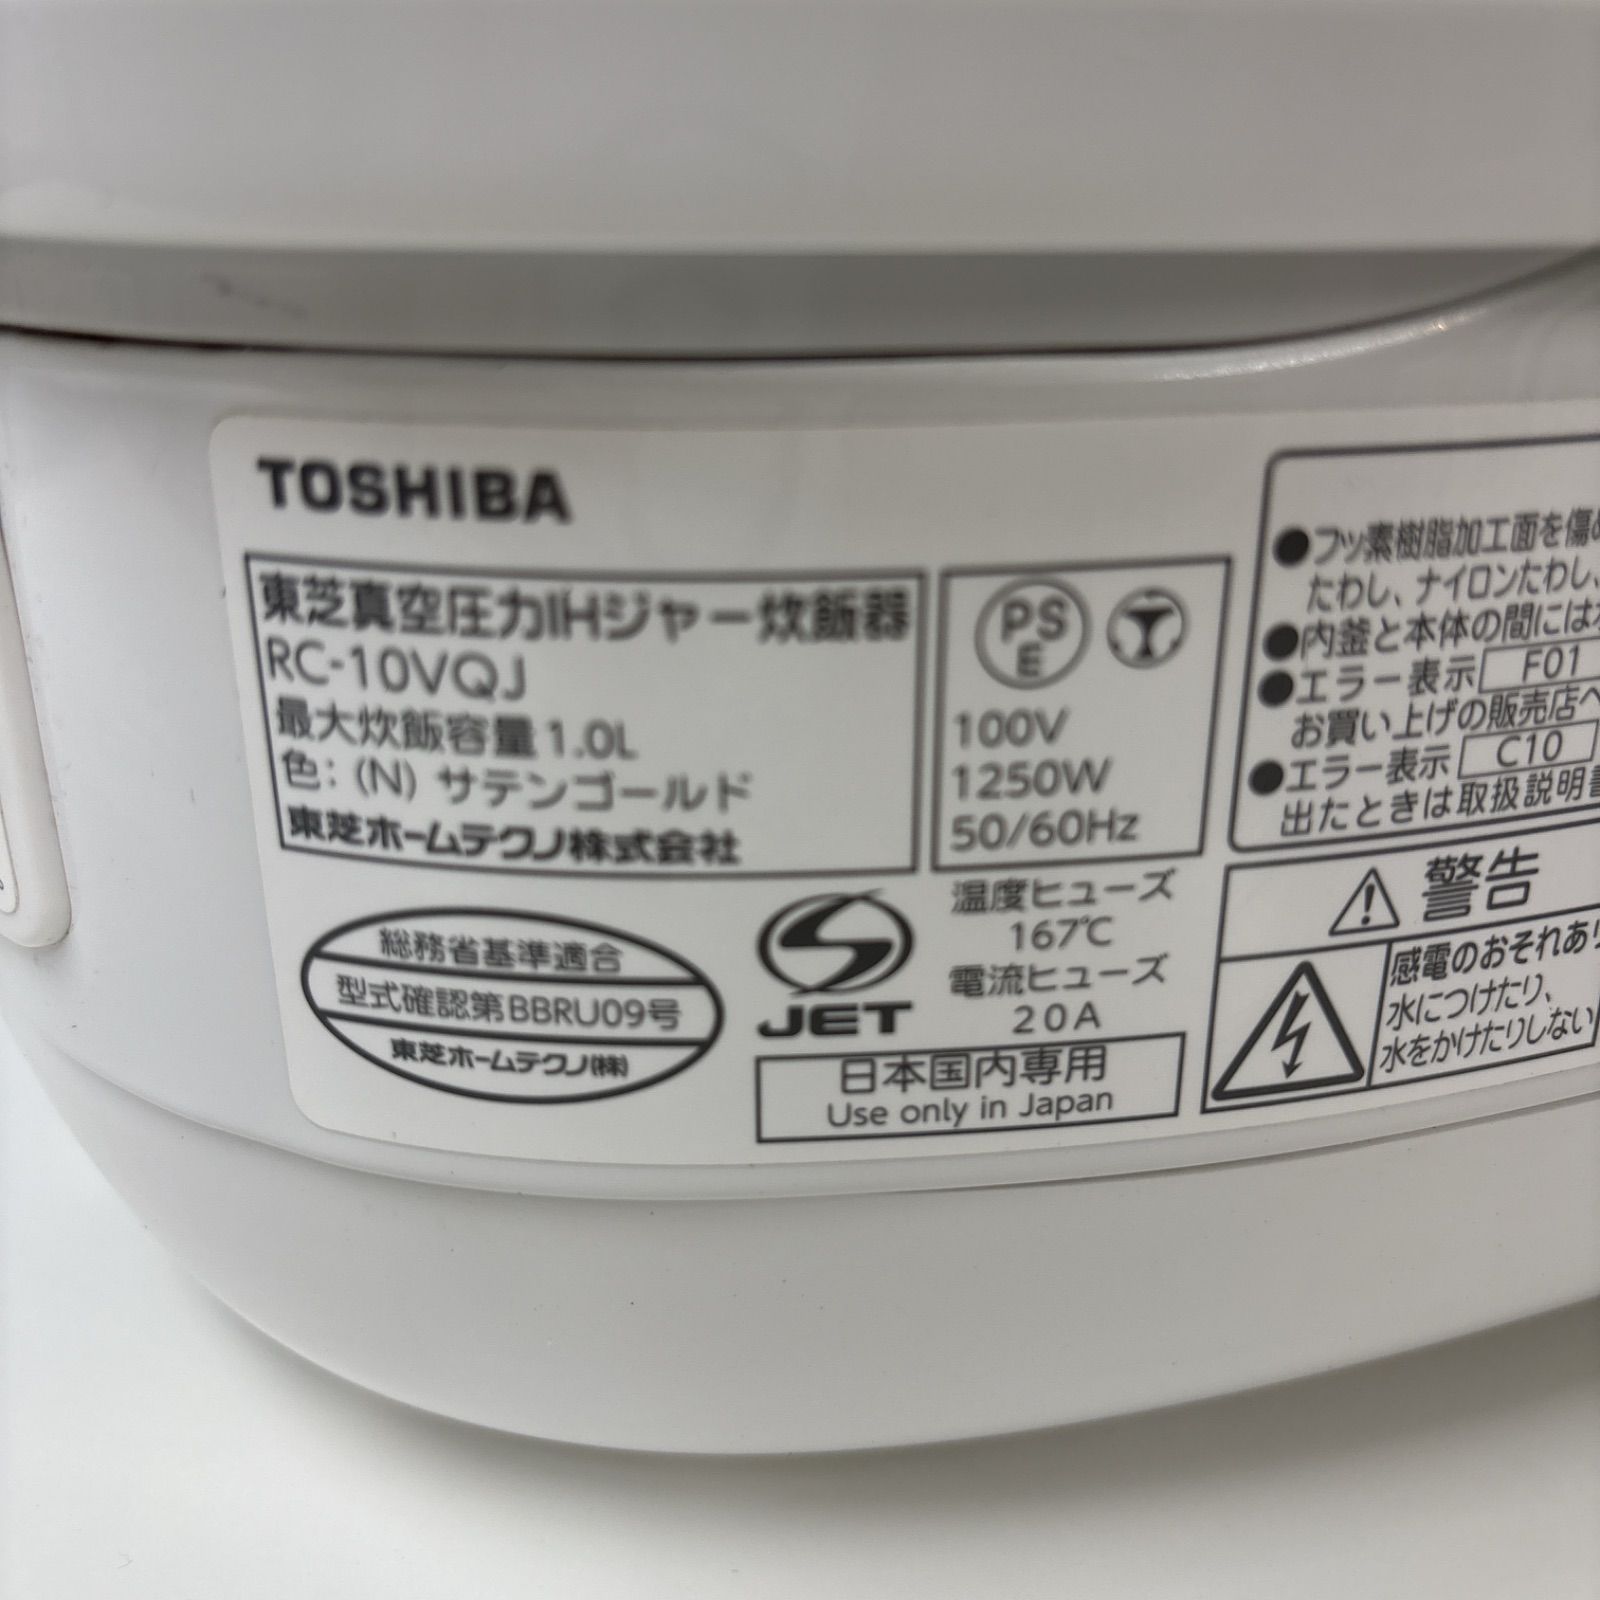 TOSHIBA
東芝真空圧力IHジャー炊飯器
RC-10VQJ
最大炊飯容量1.0L
色：(N) サテンゴールド
東芝ホームテクノ株式会社
PS
E
100V
1250W
50/60Hz
総務省基準適合
型式確認第BBRU09号
東芝ホームテクノ(株)
JET
温度ヒューズ
167℃
電流ヒューズ
20A
日本国内専用
Use only in Japan
●フッ素樹脂加工面を傷め
たわし、ナイロンたわし、
●内釜と本体の間には
●エラー表示 F01
お買い上げの販売店へ
●エラー表示 C10
出たときは取扱説明書
警告
感電のおそれあり
水につけたり、
水をかけたりしない